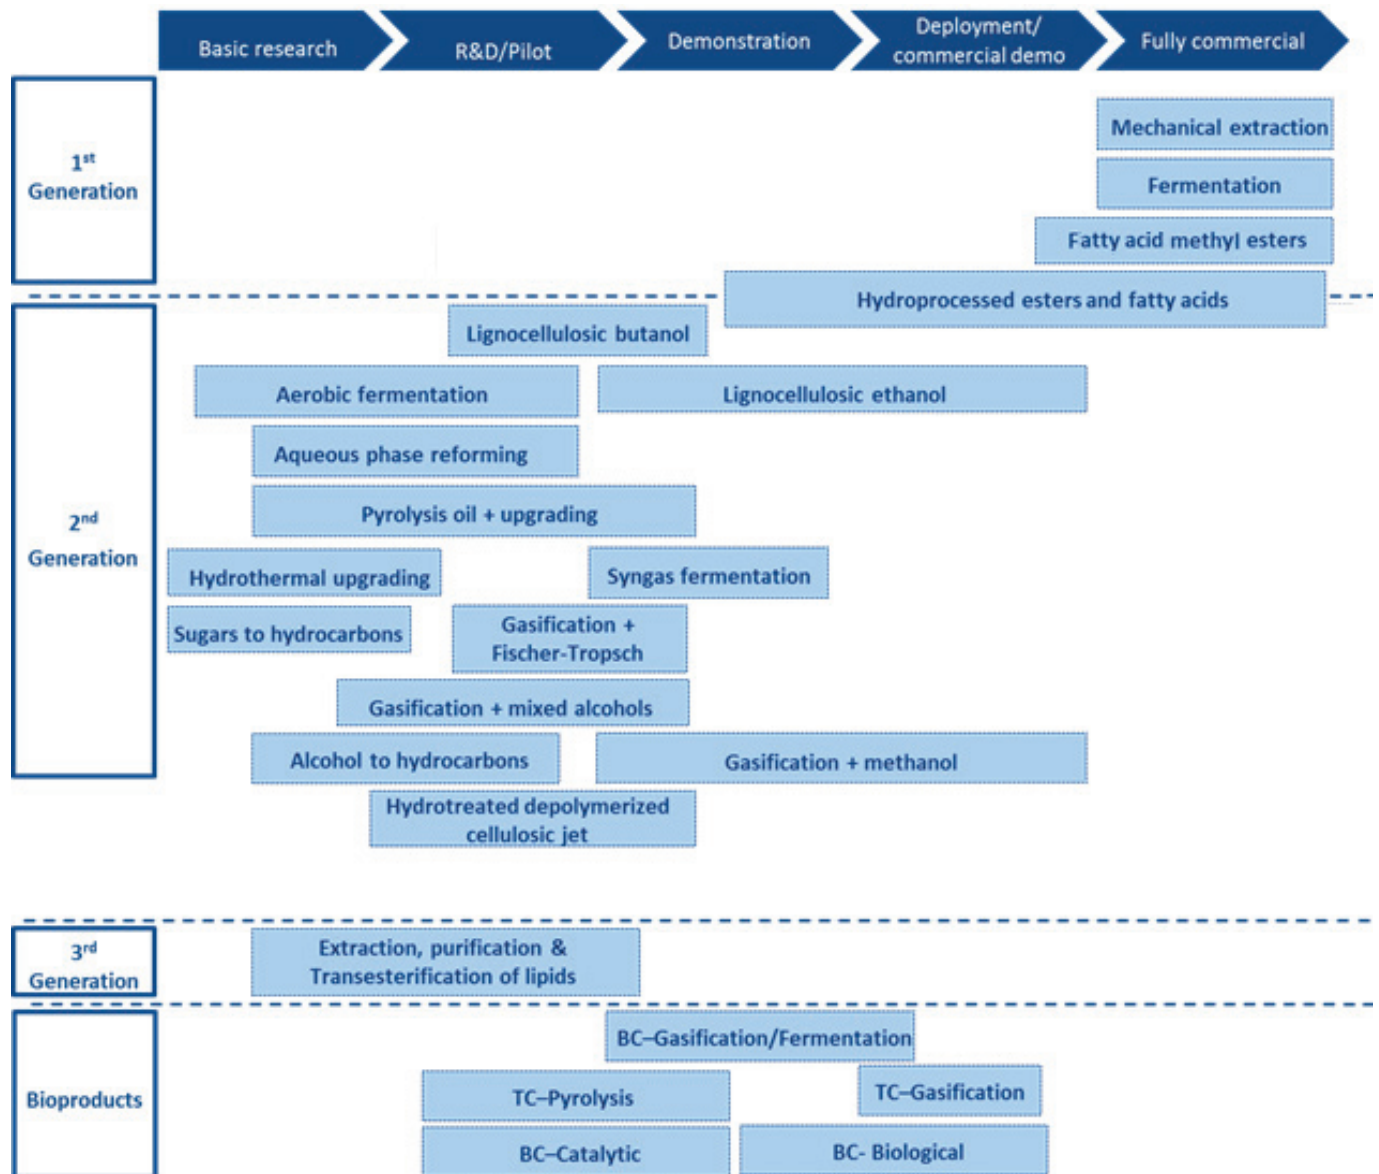 Basic research
R&D/Pilot
Demonstration
Deployment/
commercial demo
Fully commercial
1st
Generation
Mechanical extraction
Fermentation
Fatty acid methyl esters
Hydroprocessed esters and fatty acids
2nd
Generation
Lignocellulosic butanol
Aerobic fermentation
Lignocellulosic ethanol
Aqueous phase reforming
Pyrolysis oil + upgrading
Hydrothermal upgrading
Syngas fermentation
Sugars to hydrocarbons
Gasification +
Fischer-Tropsch
Gasification + mixed alcohols
Alcohol to hydrocarbons
Gasification + methanol
Hydrotreated depolymerized
cellulosic jet
3rd
Generation
Extraction, purification &
Transesterification of lipids
Bioproducts
BC–Gasification/Fermentation
TC–Pyrolysis
TC–Gasification
BC–Catalytic
BC- Biological